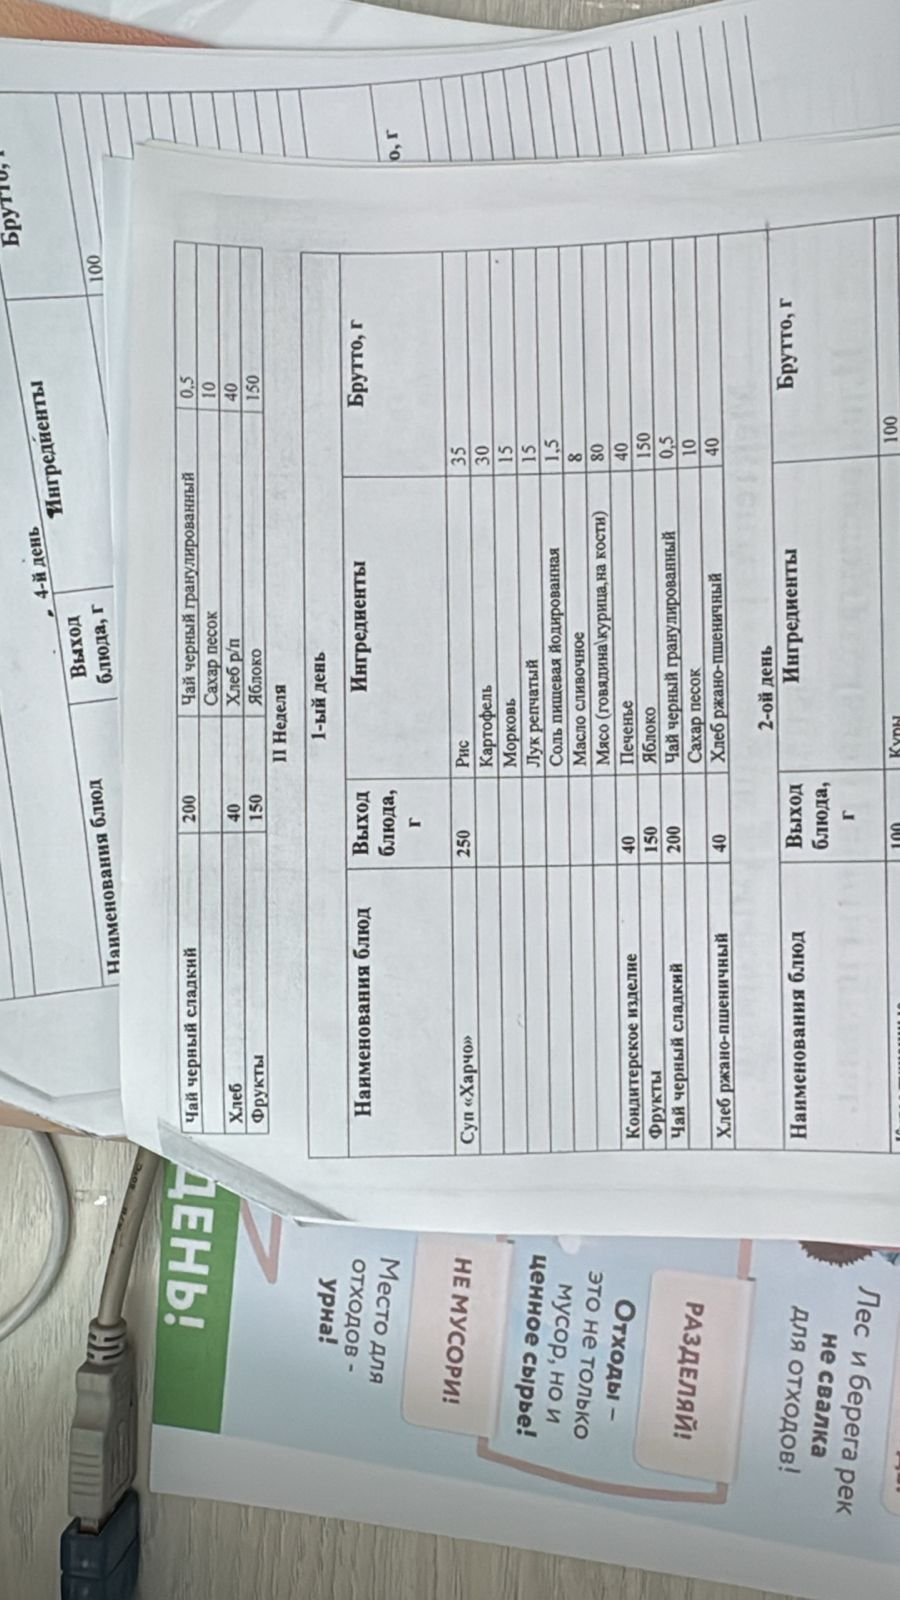 Брутто, г
4-й день
Ингредиенты
Выход
блюда, г
Наименования блюд
100
о, г
Чай черный сладкий 200 Чай черный гранулированный 0,5
Сахар песок 10
Хлеб 40 Хлеб р/п 40
Фрукты 150 Яблоко 150
II Неделя
1-ый день
Наименования блюд Выход блюда, г Ингредиенты Брутто, г
Суп «Харчо» 250 Рис 35
Картофель 30
Морковь 15
Лук репчатый 15
Соль пищевая йодированная 1,5
Масло сливочное 8
Мясо (говядина\курица,на кости) 80
Кондитерское изделие 40 Печенье 40
Фрукты 150 Яблоко 150
Чай черный сладкий 200 Чай черный гранулированный 0,5
Сахар песок 10
Хлеб ржано-пшеничный 40 Хлеб ржано-пшеничный 40
2-ой день
Наименования блюд Выход блюда, г Ингредиенты Брутто, г
100 Куры 100
ДЕНЬ!
Место для
отходов -
урна!
НЕ МУСОРИ!
Отходы –
это не только
мусор, но и
ценное сырье!
РАЗДЕЛЯЙ!
Лес и берега рек
не свалка
для отходов!